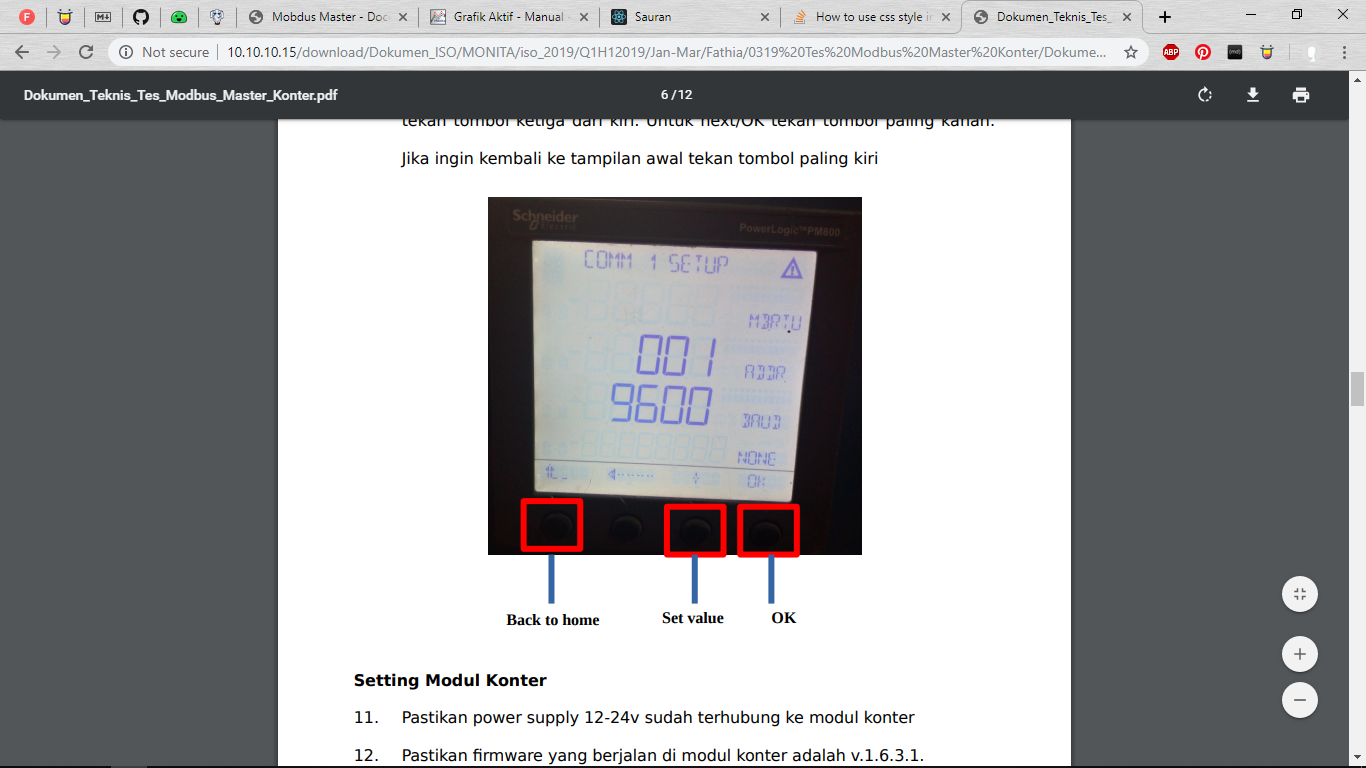 Mobdus Master - Doc
Grafik Aktif - Manual -
Sauran
How to use css style in
Dokumen_Teknis_Tes_
Not secure
10.10.10.15/download/Dokumen_ISO/MONITA/iso_2019/Q1H12019/Jan-Mar/Fathia/0319%20Tes%20Modbus%20Master%20Konter/Dokume...
ABP
Dokumen_Teknis_Tes_Modbus_Master_Konter.pdf
6 / 12
tekan tombol ketiga dari kiri. Untuk next/OK tekan tombol paling kanan.
Jika ingin kembali ke tampilan awal tekan tombol paling kiri
Schneider
Electric
PowerLogic™PM800
COMM 1 SETUP
MBRTU
001
ADDR.
9600
BAUD
NONE
OK
Back to home
Set value
OK
Setting Modul Konter
11. Pastikan power supply 12-24v sudah terhubung ke modul konter
12. Pastikan firmware yang berjalan di modul konter adalah v.1.6.3.1.